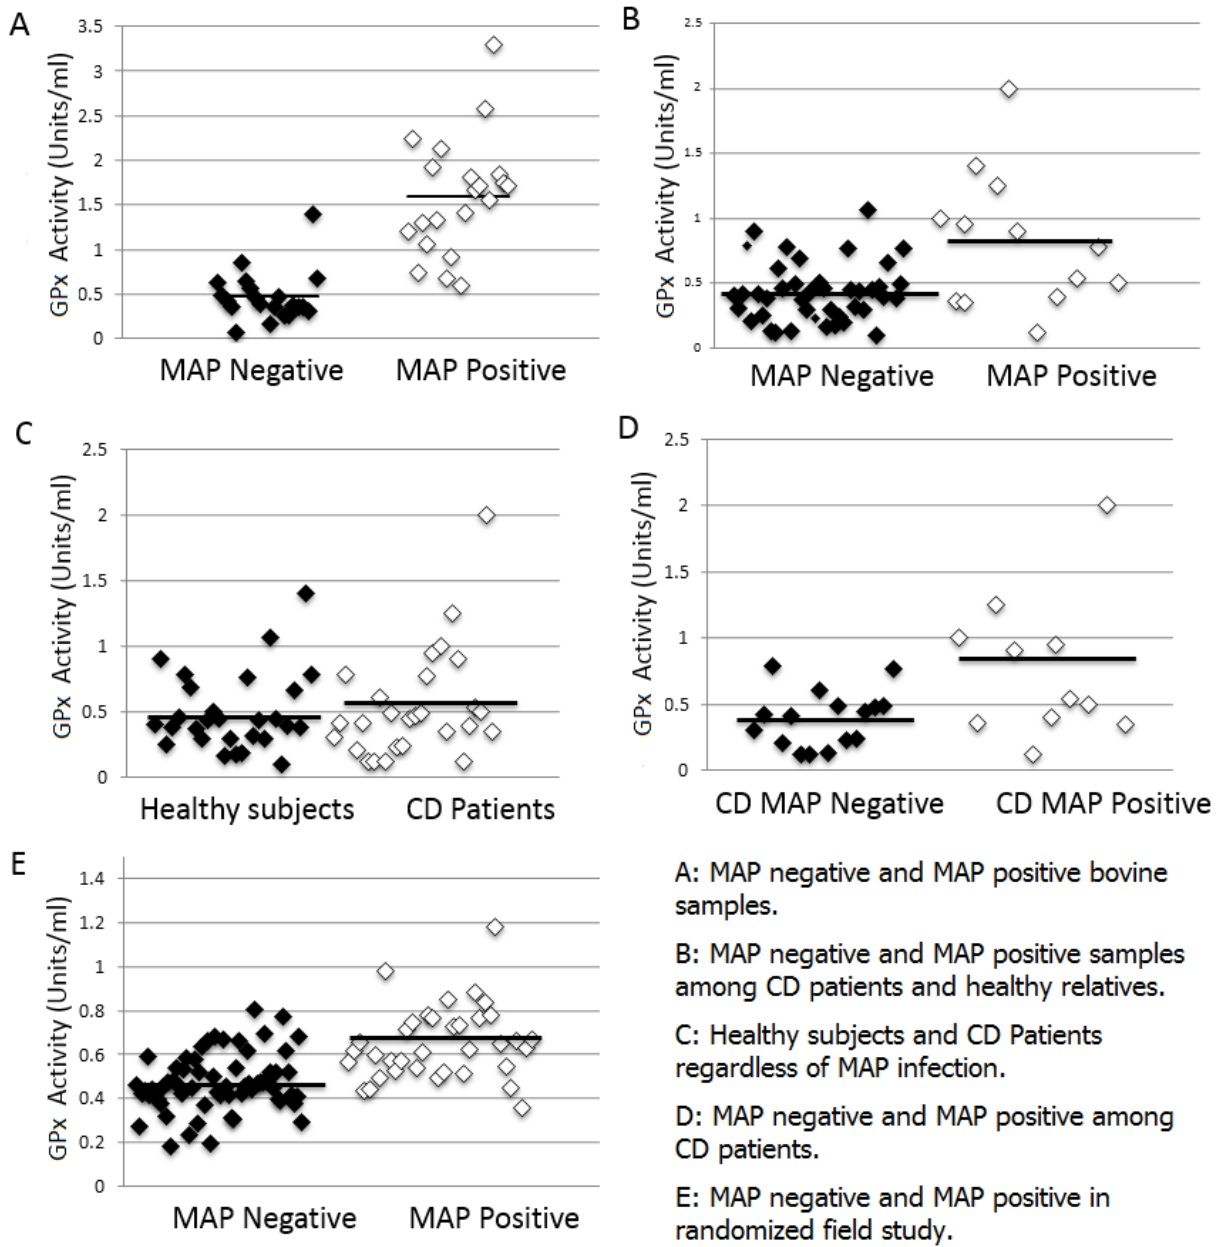 A
GPx Activity (Units/ml)
3.5
3
2.5
2
1.5
1
0.5
0
MAP Negative
MAP Positive
B
GPx Activity (Units/ml)
2.5
2
1.5
1
0.5
0
MAP Negative
MAP Positive
C
GPx Activity (Units/ml)
2.5
2
1.5
1
0.5
0
Healthy subjects
CD Patients
D
GPx Activity (Units/ml)
2.5
2
1.5
1
0.5
0
CD MAP Negative
CD MAP Positive
E
GPx Activity (Units/ml)
1.4
1.2
1
0.8
0.6
0.4
0.2
0
MAP Negative
MAP Positive
A: MAP negative and MAP positive bovine
samples.
B: MAP negative and MAP positive samples
among CD patients and healthy relatives.
C: Healthy subjects and CD Patients
regardless of MAP infection.
D: MAP negative and MAP positive among
CD patients.
E: MAP negative and MAP positive in
randomized field study.